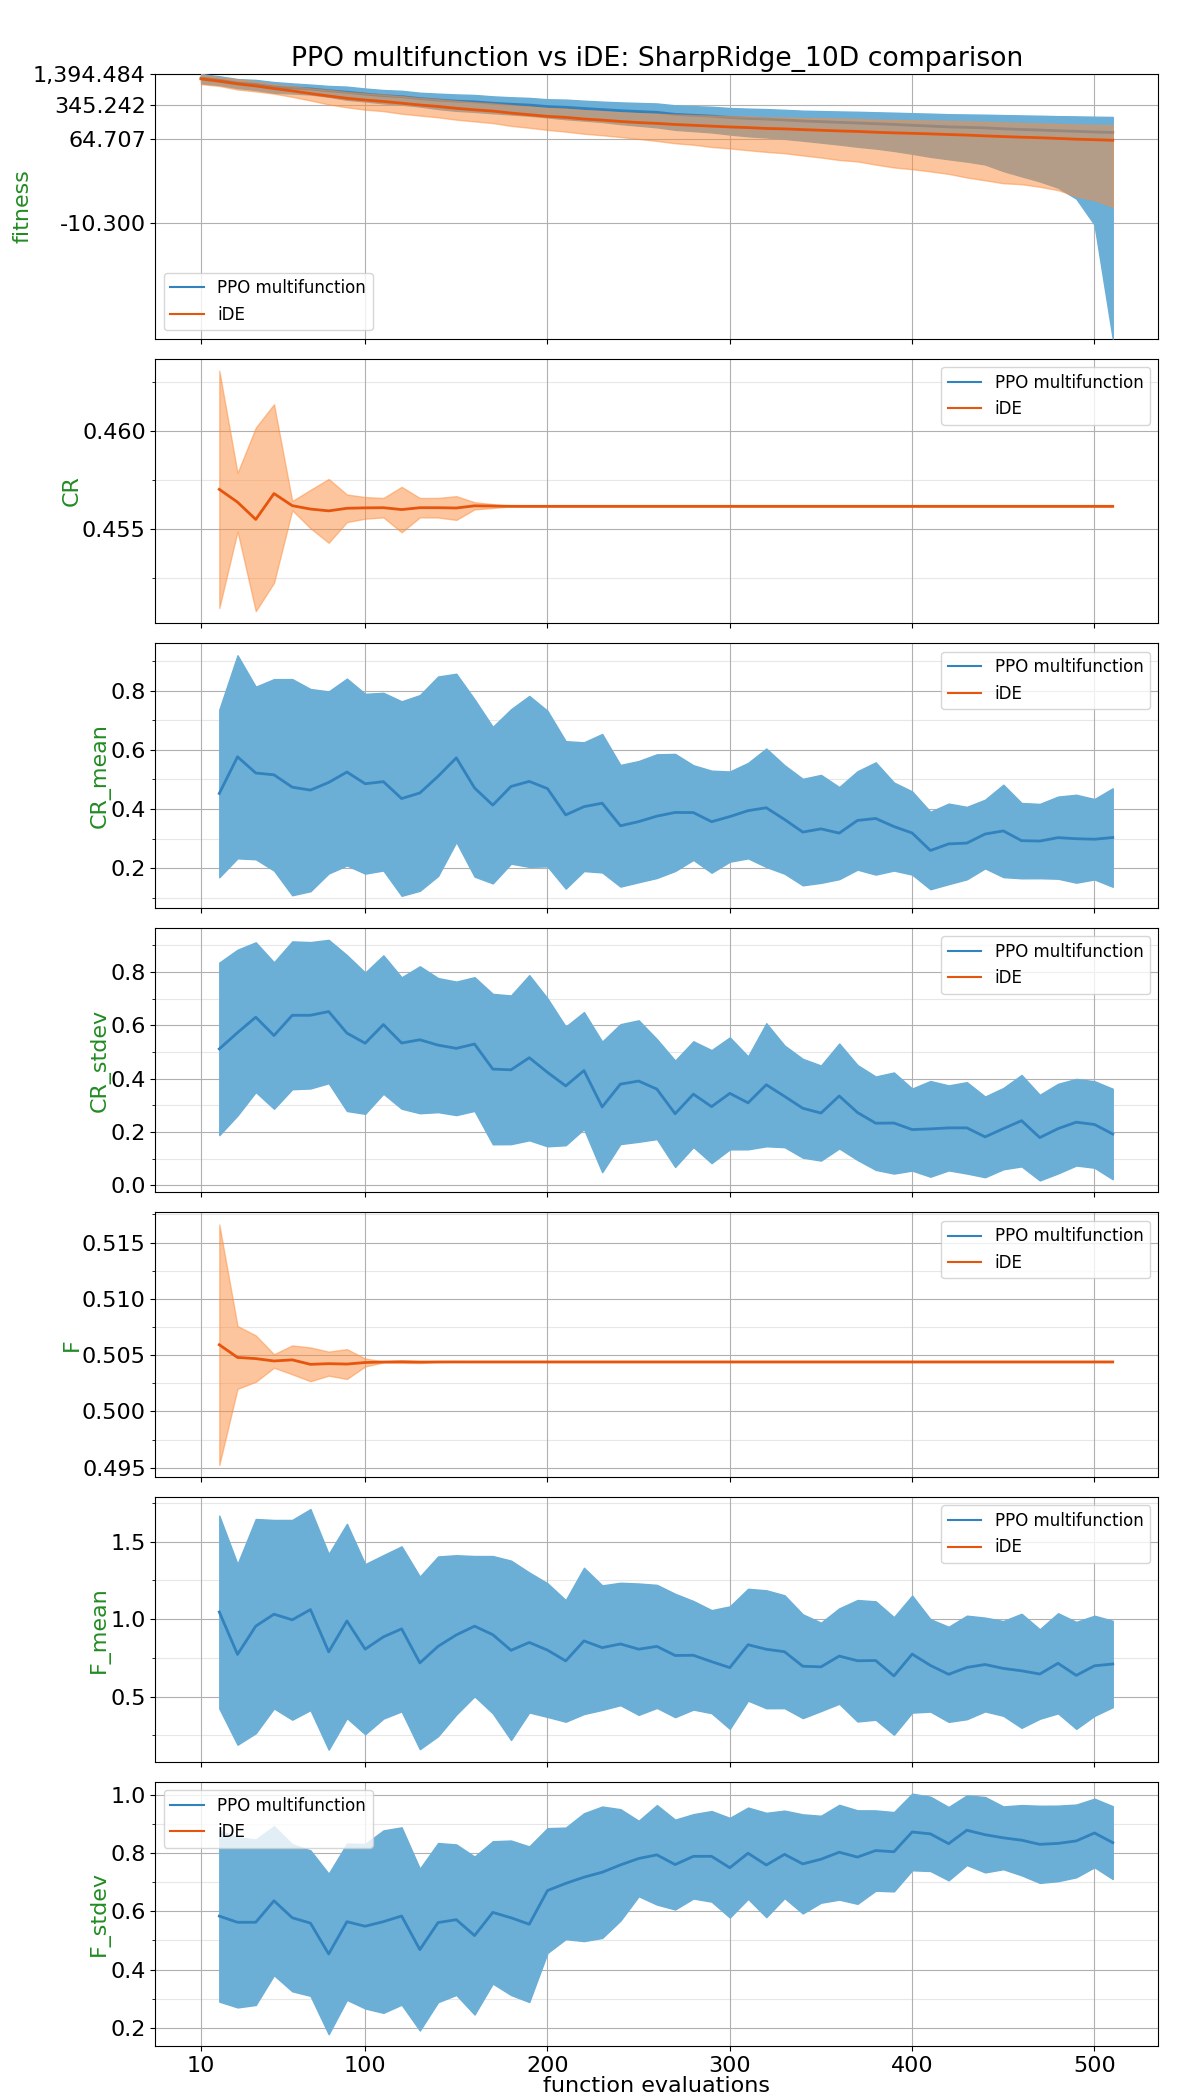 PPO multifunction vs iDE: SharpRidge_10D comparison
1,394.484
345.242
64.707
-10.300
fitness
PPO multifunction
iDE
0.460
0.455
CR
PPO multifunction
iDE
0.8
0.6
0.4
0.2
CR_mean
PPO multifunction
iDE
0.8
0.6
0.4
0.2
0.0
CR_stdev
PPO multifunction
iDE
0.515
0.510
0.505
0.500
0.495
F
PPO multifunction
iDE
1.5
1.0
0.5
F_mean
PPO multifunction
iDE
1.0
0.8
0.6
0.4
0.2
F_stdev
PPO multifunction
iDE
10 100 200 300 400 500
function evaluations